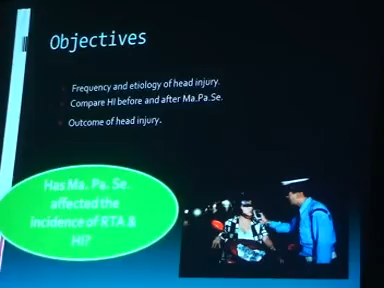 Objectives
Frequency and etiology of head injury.
Compare HI before and after Ma.Pa.Se.
Outcome of head injury.
Has Ma. Pa. Se.
affected the
incidence of RTA &
HI?